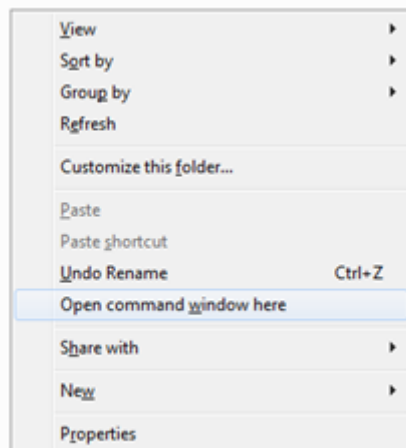 View
Sort by
Group by
Refresh
Customize this folder...
Paste
Paste shortcut
Undo Rename Ctrl+Z
Open command window here
Share with
New
Properties